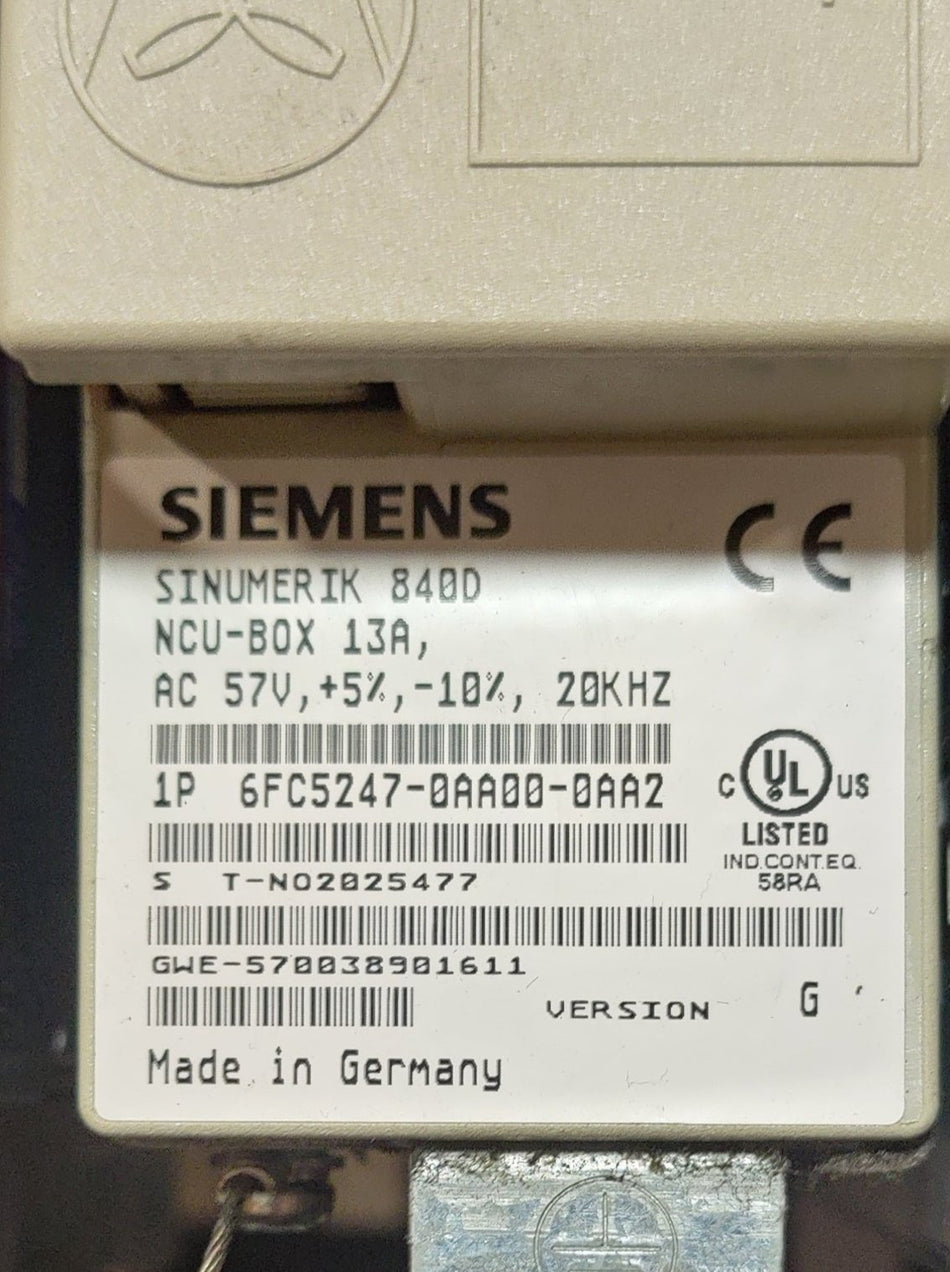 SIEMENS
CE
SINUMERIK 840D
NCU-BOX 13A,
AC 57V,+5%,-10%, 20KHZ
1P 6FC5247-0AA00-0AA2
C UL US
LISTED
IND.CONT.EQ.
58RA
S T-NO2025477
GWE-570038901611
VERSION G
Made in Germany